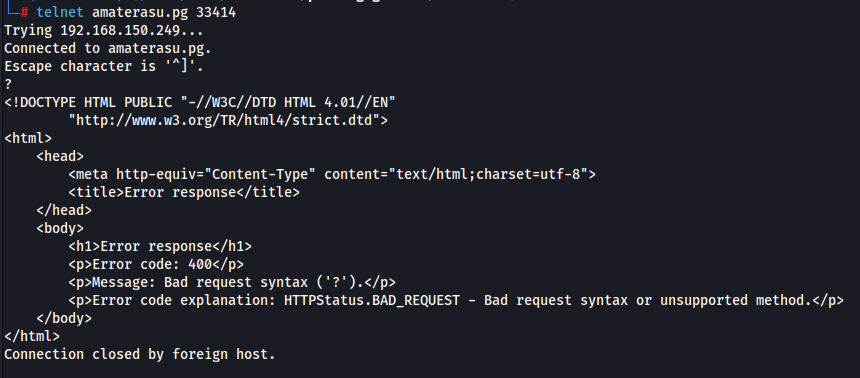 └─# telnet amaterasu.pg 33414
Trying 192.168.150.249...
Connected to amaterasu.pg.
Escape character is '^]'.
?
<!DOCTYPE HTML PUBLIC "-//W3C//DTD HTML 4.01//EN"
        "http://www.w3.org/TR/html4/strict.dtd">
<html>
    <head>
        <meta http-equiv="Content-Type" content="text/html;charset=utf-8">
        <title>Error response</title>
    </head>
    <body>
        <h1>Error response</h1>
        <p>Error code: 400</p>
        <p>Message: Bad request syntax ('?').</p>
        <p>Error code explanation: HTTPStatus.BAD_REQUEST - Bad request syntax or unsupported method.</p>
    </body>
</html>
Connection closed by foreign host.